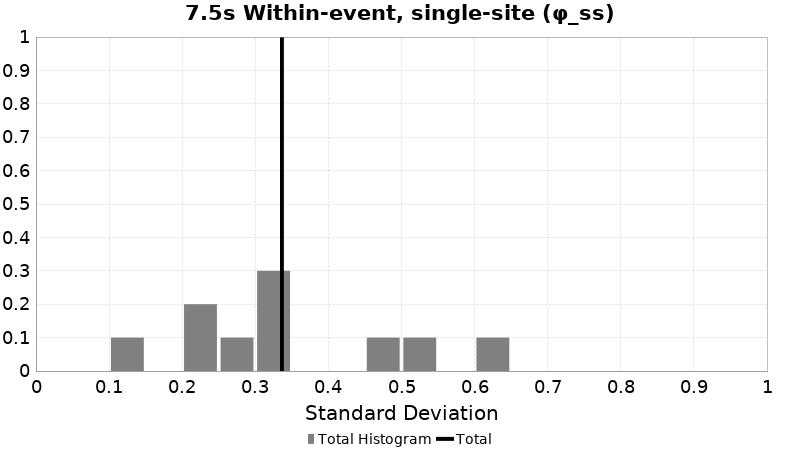 7.5s Within-event, single-site (φ_ss)
1
0.9
0.8
0.7
0.6
0.5
0.4
0.3
0.2
0.1
0
0 0.1 0.2 0.3 0.4 0.5 0.6 0.7 0.8 0.9 1
Standard Deviation
Total Histogram Total